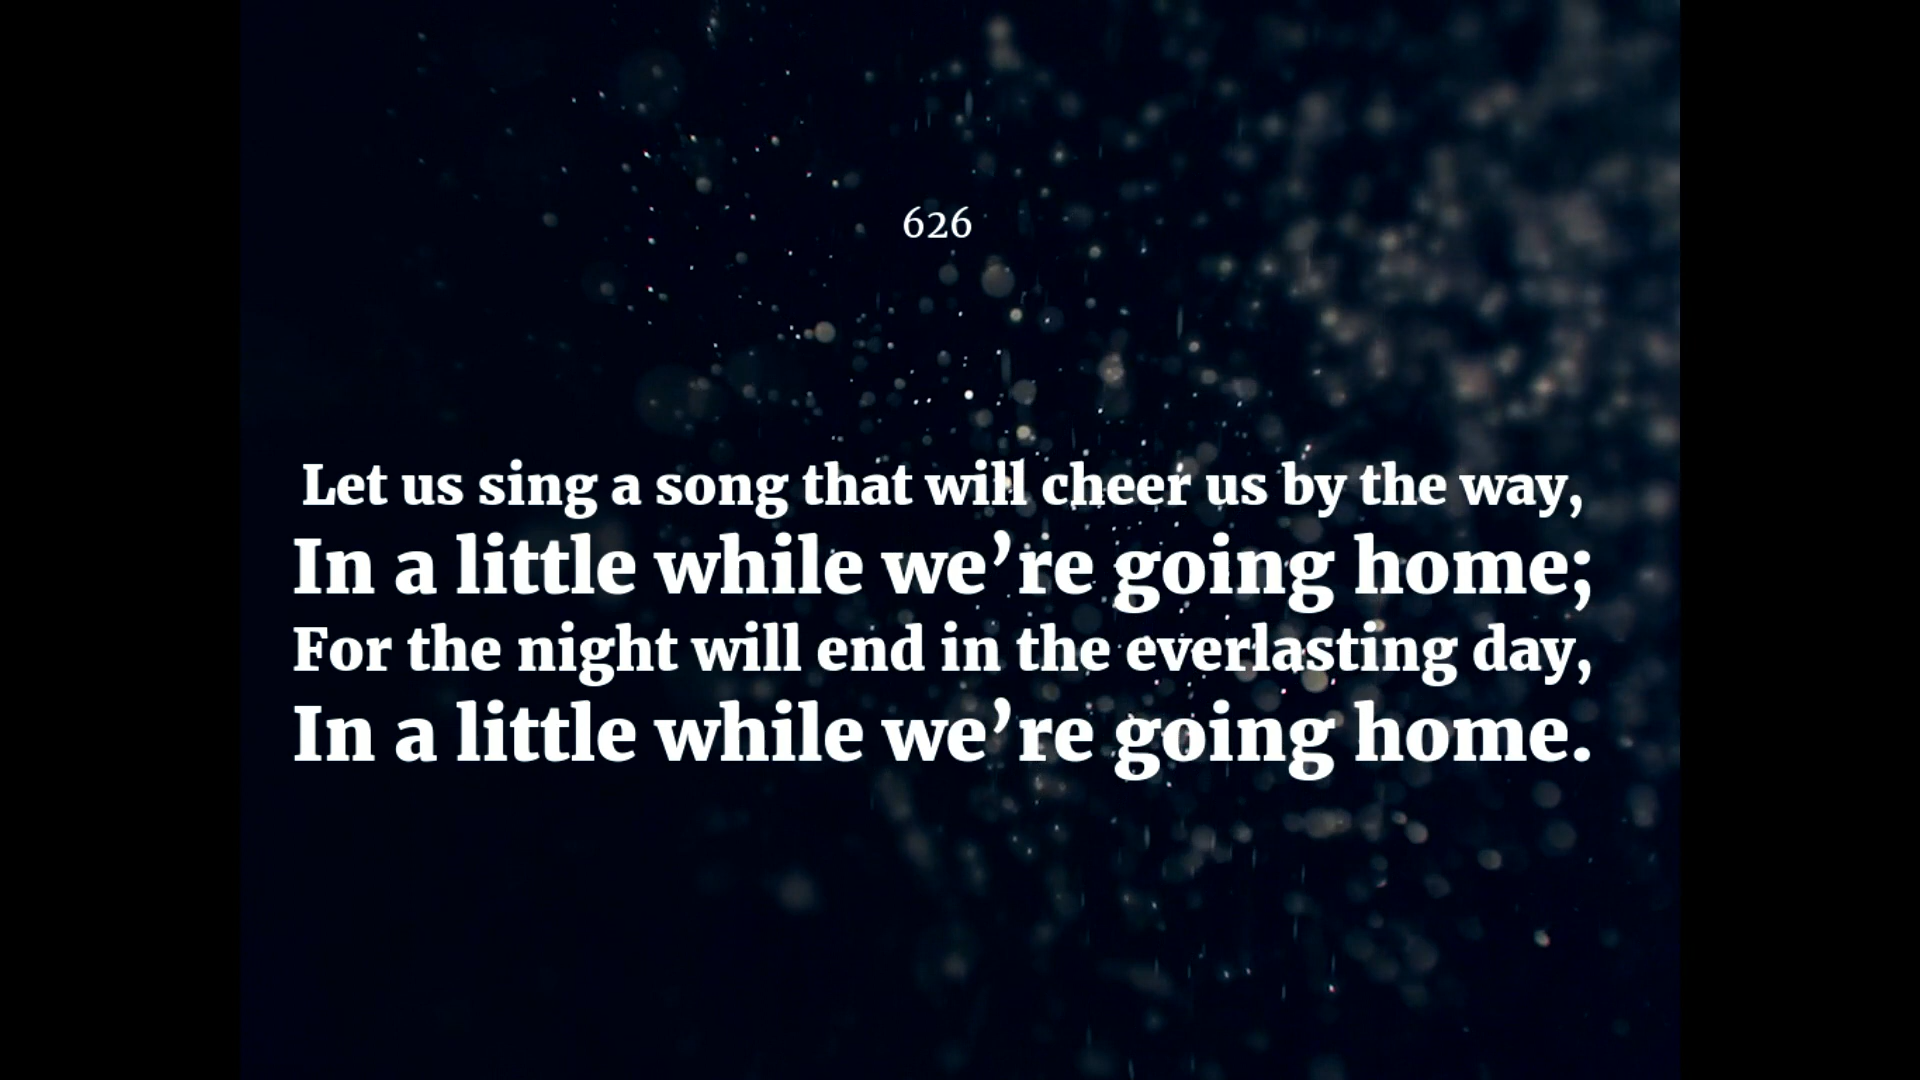 626
Let us sing a song that will cheer us by the way,
In a little while we’re going home;
For the night will end in the everlasting day,
In a little while we’re going home.